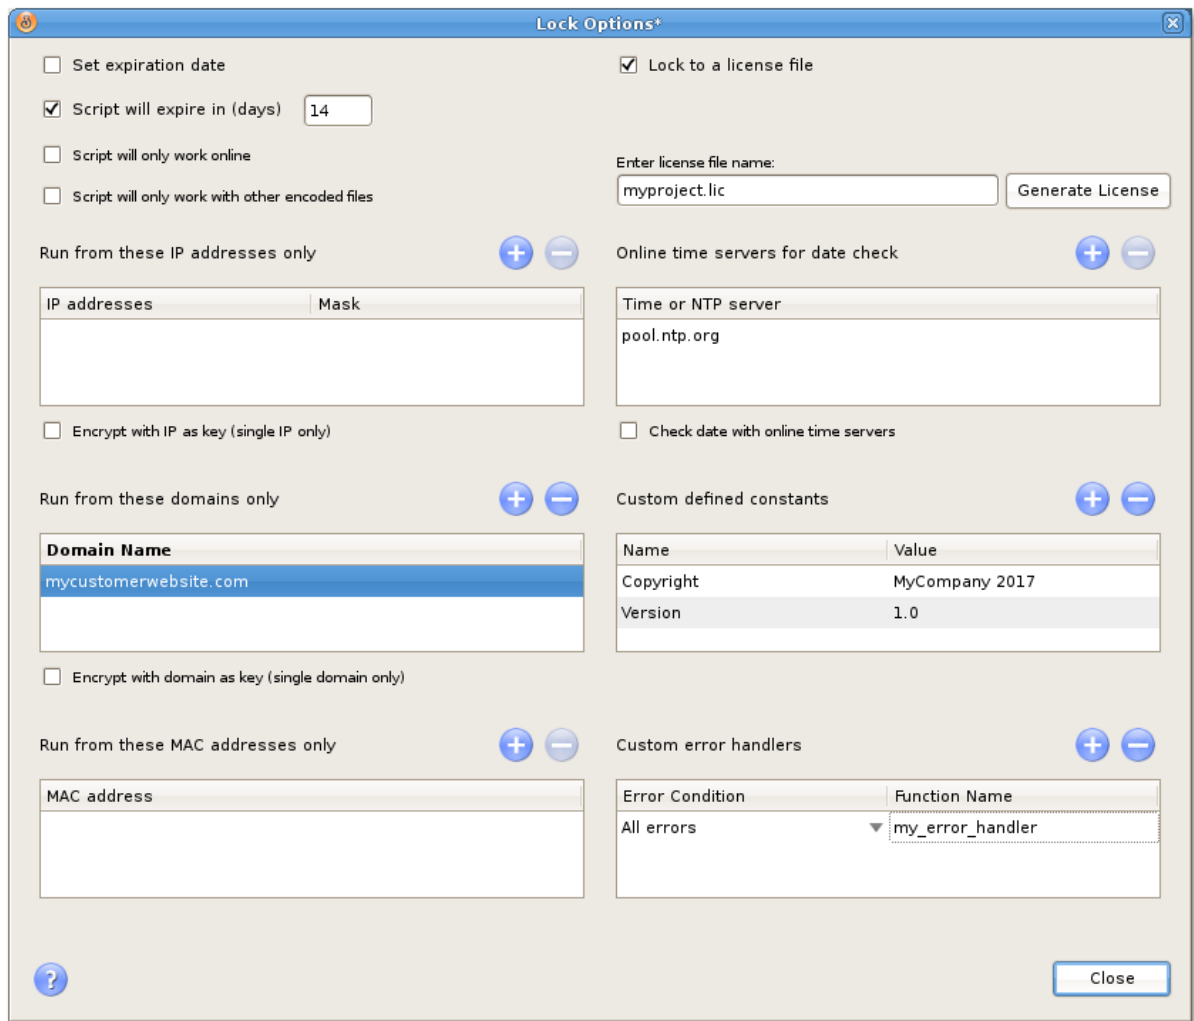 Lock Options*
Set expiration date
Lock to a license file
Script will expire in (days) 14
Script will only work online
Script will only work with other encoded files
Enter license file name:
myproject.lic
Generate License
Run from these IP addresses only
Online time servers for date check
IP addresses Mask
Time or NTP server
pool.ntp.org
Encrypt with IP as key (single IP only)
Check date with online time servers
Run from these domains only
Custom defined constants
Domain Name
Name Value
mycustomerwebsite.com
Copyright MyCompany 2017
Version 1.0
Encrypt with domain as key (single domain only)
Run from these MAC addresses only
Custom error handlers
MAC address
Error Condition Function Name
All errors my_error_handler
?
Close